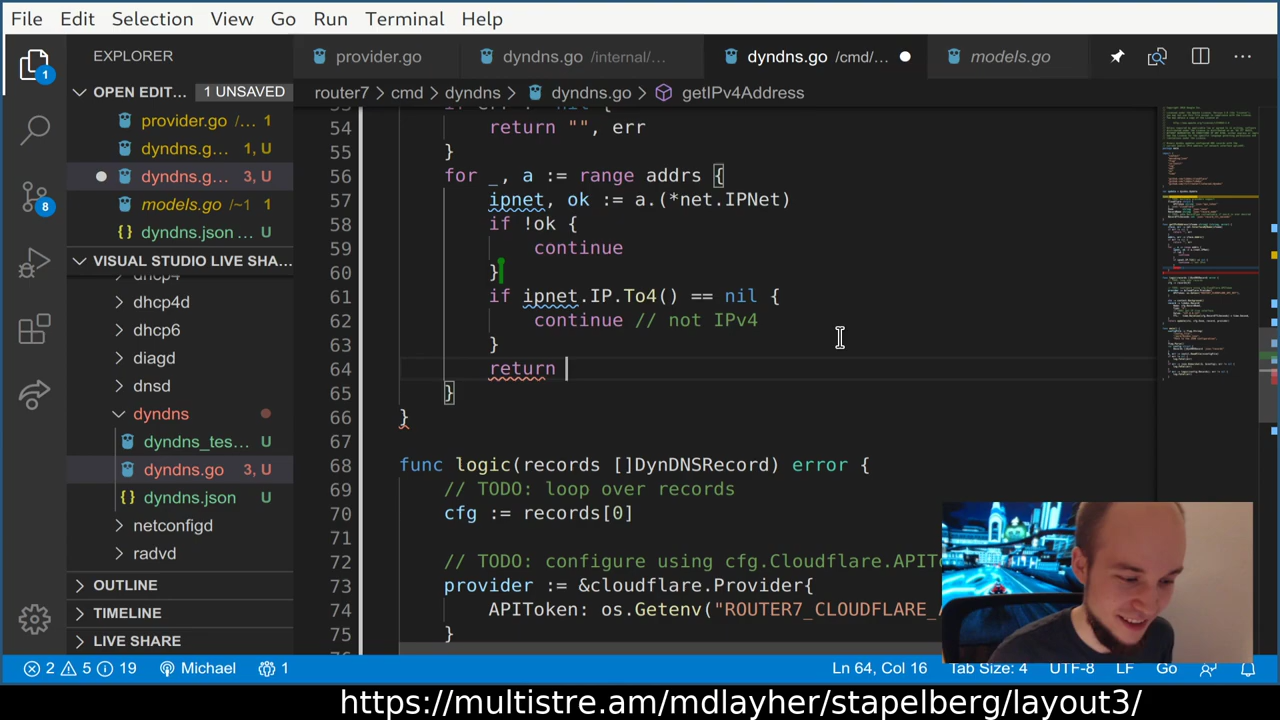 File Edit Selection View Go Run Terminal Help
EXPLORER
provider.go
dyndns.go /internal/...
dyndns.go /cmd/...
models.go
OPEN EDIT... 1 UNSAVED
router7 > cmd > dyndns > dyndns.go > getIPv4Address
provider.go /... 1
dyndns.g... 1, U
dyndns.g... 3, U
models.go /~1 1
dyndns.json ... U
VISUAL STUDIO LIVE SHA...
dhcp4
dhcp4d
dhcp6
diagd
dnsd
dyndns
dyndns_tes... U
dyndns.go 3, U
dyndns.json U
netconfigd
radvd
OUTLINE
TIMELINE
LIVE SHARE
1
8
54 return "", err
55 }
56 for _, a := range addrs {
57 ipnet, ok := a.(*net.IPNet)
58 if !ok {
59 continue
60 }
61 if ipnet.IP.To4() == nil {
62 continue // not IPv4
63 }
64 return
65 }
66 }
67
68 func logic(records []DynDNSRecord) error {
69 // TODO: loop over records
70 cfg := records[0]
71
72 // TODO: configure using cfg.Cloudflare.APIT
73 provider := &cloudflare.Provider{
74 APIToken: os.Getenv("ROUTER7_CLOUDFLARE_
75 }
2 5 19 Michael 1 Ln 64, Col 16 Tab Size: 4 UTF-8 LF Go
https://multistre.am/mdlayher/stapelberg/layout3/